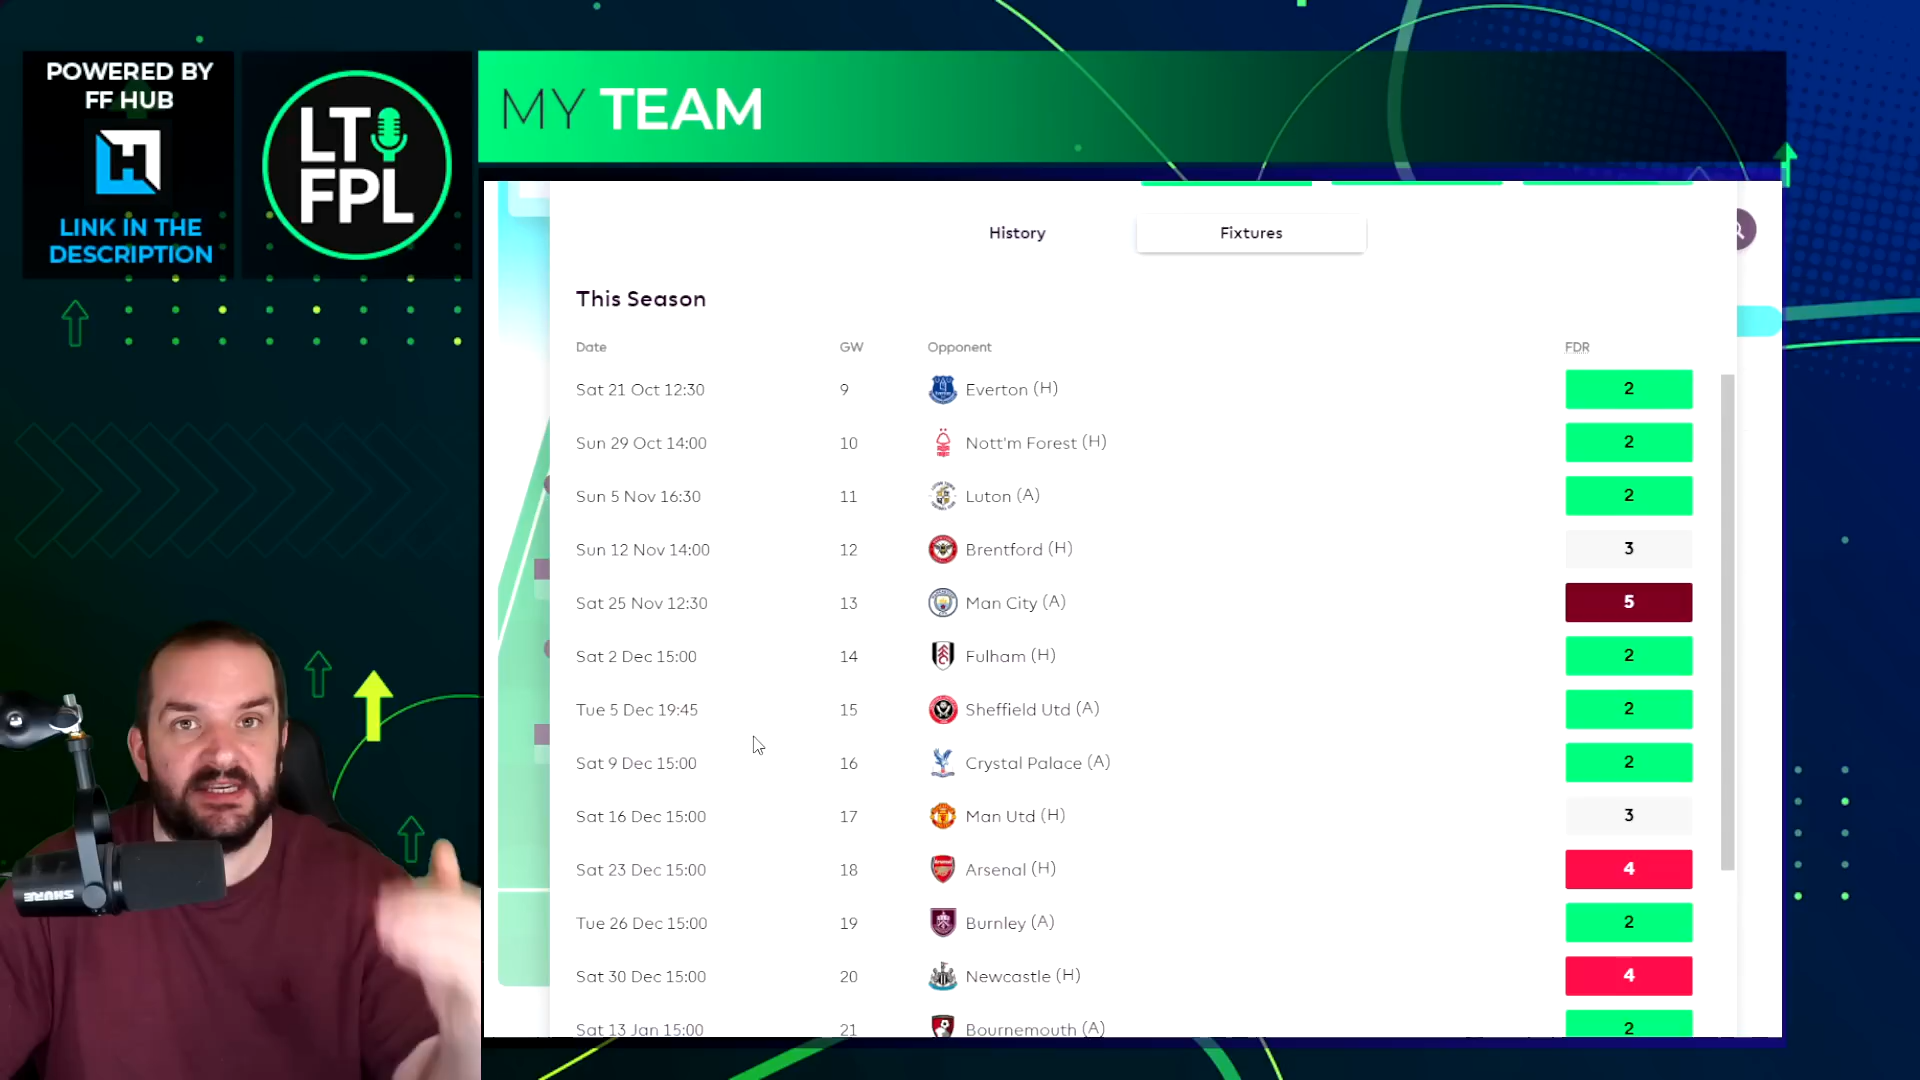 POWERED BY
FF HUB
LINK IN THE
DESCRIPTION
LT
FPL
MY TEAM
History Fixtures
This Season
Date GW Opponent FDR
Sat 21 Oct 12:30 9 Everton (H) 2
Sun 29 Oct 14:00 10 Nott'm Forest (H) 2
Sun 5 Nov 16:30 11 Luton (A) 2
Sun 12 Nov 14:00 12 Brentford (H) 3
Sat 25 Nov 12:30 13 Man City (A) 5
Sat 2 Dec 15:00 14 Fulham (H) 2
Tue 5 Dec 19:45 15 Sheffield Utd (A) 2
Sat 9 Dec 15:00 16 Crystal Palace (A) 2
Sat 16 Dec 15:00 17 Man Utd (H) 3
Sat 23 Dec 15:00 18 Arsenal (H) 4
Tue 26 Dec 15:00 19 Burnley (A) 2
Sat 30 Dec 15:00 20 Newcastle (H) 4
Sat 13 Jan 15:00 21 Bournemouth (A) 2
SHURE